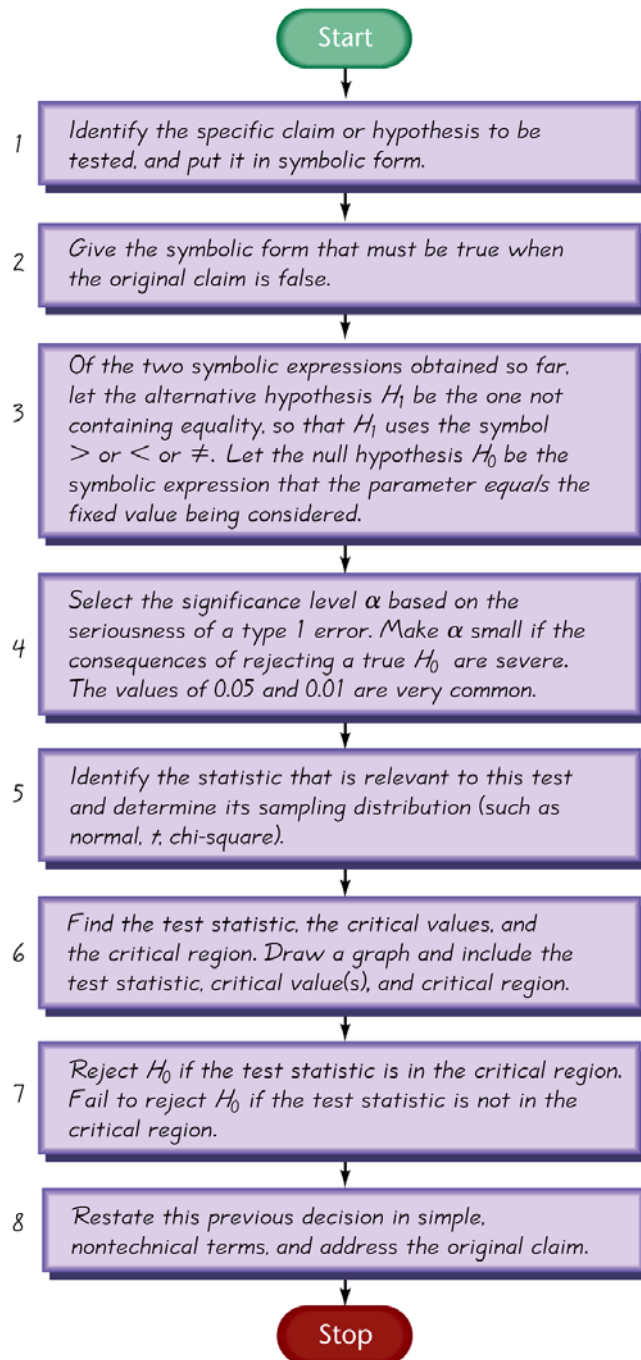 Start
1
Identify the specific claim or hypothesis to be
tested, and put it in symbolic form.
2
Give the symbolic form that must be true when
the original claim is false.
3
Of the two symbolic expressions obtained so far,
let the alternative hypothesis H₁ be the one not
containing equality, so that H₁ uses the symbol
> or < or ≠. Let the null hypothesis H₀ be the
symbolic expression that the parameter equals the
fixed value being considered.
4
Select the significance level α based on the
seriousness of a type 1 error. Make α small if the
consequences of rejecting a true H₀ are severe.
The values of 0.05 and 0.01 are very common.
5
Identify the statistic that is relevant to this test
and determine its sampling distribution (such as
normal, t, chi-square).
6
Find the test statistic, the critical values, and
the critical region. Draw a graph and include the
test statistic, critical value(s), and critical region.
7
Reject H₀ if the test statistic is in the critical region.
Fail to reject H₀ if the test statistic is not in the
critical region.
8
Restate this previous decision in simple,
nontechnical terms, and address the original claim.
Stop